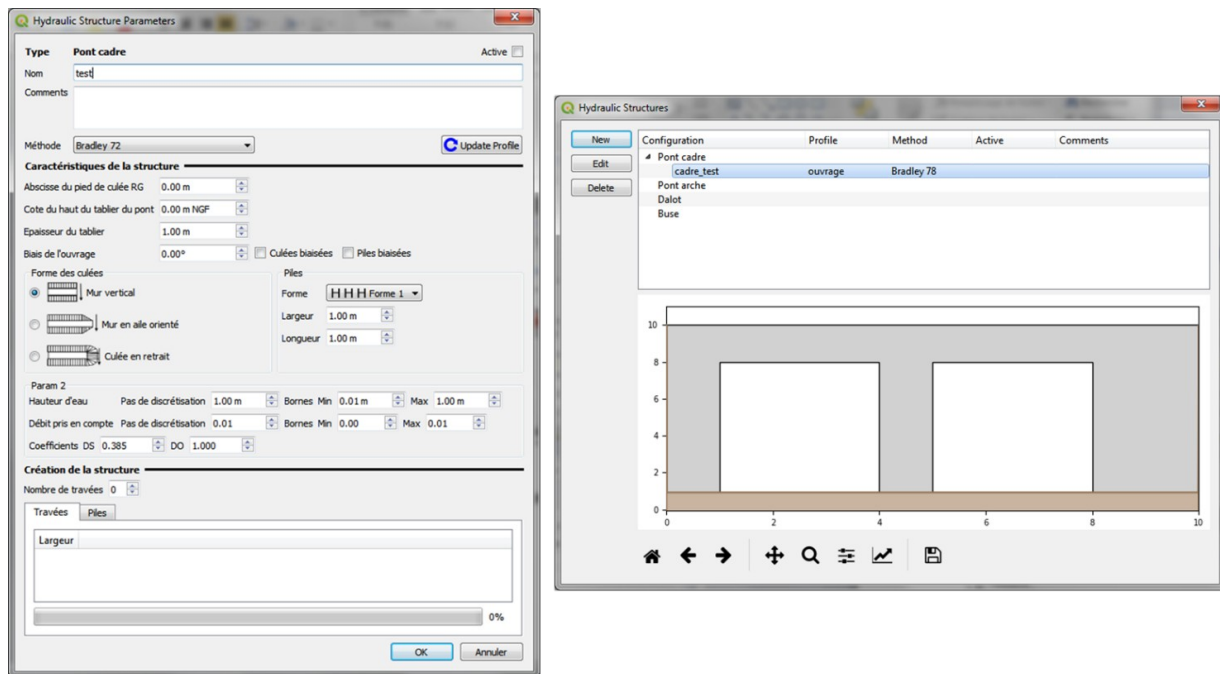 Hydraulic Structure Parameters
Type Pont cadre Active
Nom test
Comments
Méthode Bradley 72 Update Profile
Caractéristiques de la structure
Abscisse du pied de culée RG 0.00 m
Cote du haut du tablier du pont 0.00 m NGF
Epaisseur du tablier 1.00 m
Biais de l'ouvrage 0.00° Culées biaisées Piles biaisées
Forme des culées
Mur vertical
Mur en aile orienté
Culée en retrait
Piles
Forme Forme 1
Largeur 1.00 m
Longueur 1.00 m
Param 2
Hauteur d'eau Pas de discrétisation 1.00 m Bornes Min 0.01 m Max 1.00 m
Débit pris en compte Pas de discrétisation 0.01 Bornes Min 0.00 Max 0.01
Coefficients DS 0.385 DO 1.000
Création de la structure
Nombre de travées 0
Travées Piles
Largeur
0%
OK Annuler
Hydraulic Structures
New
Edit
Delete
Configuration Profile Method Active Comments
Pont cadre
cadre_test ouvrage Bradley 78
Pont arche
Dalot
Buse
10
8
6
4
2
0
0 2 4 6 8 10